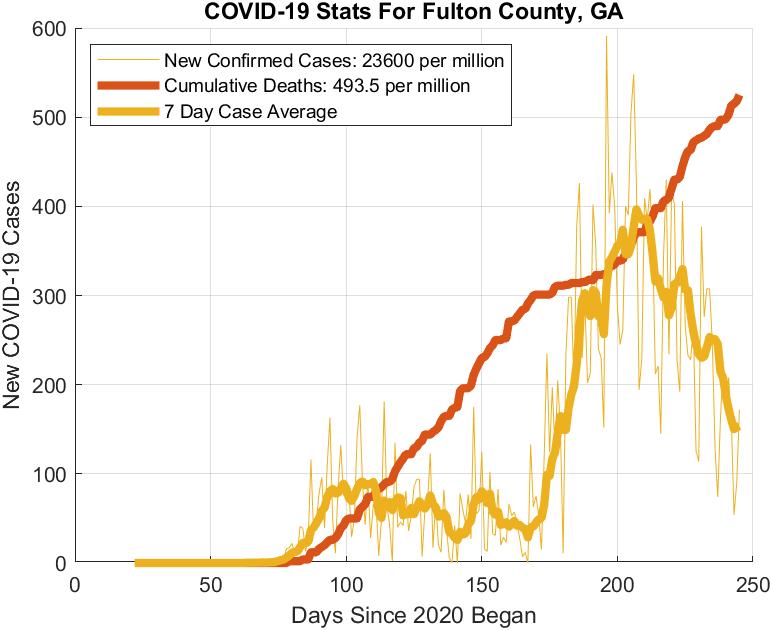 COVID-19 Stats For Fulton County, GA
New Confirmed Cases: 23600 per million
Cumulative Deaths: 493.5 per million
7 Day Case Average
New COVID-19 Cases
600
500
400
300
200
100
0
0 50 100 150 200 250
Days Since 2020 Began